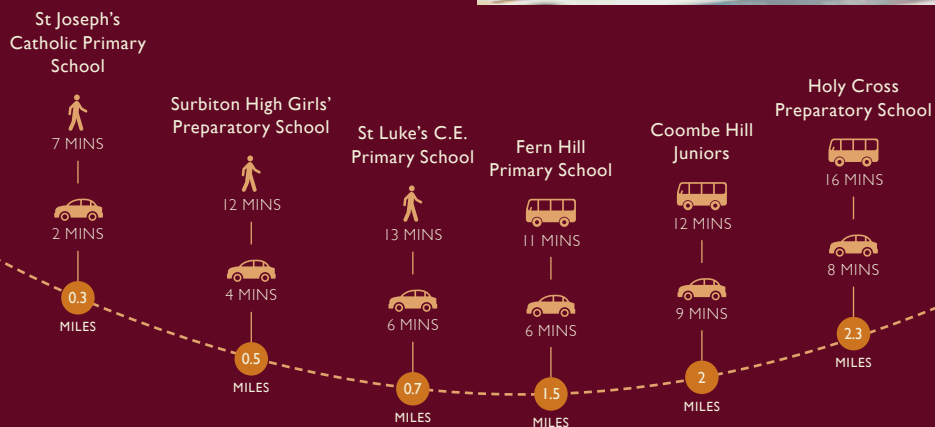 St Joseph's
Catholic Primary
School
7 MINS
2 MINS
0.3
MILES
Surbiton High Girls'
Preparatory School
12 MINS
4 MINS
0.5
MILES
St Luke's C.E.
Primary School
13 MINS
6 MINS
0.7
MILES
Fern Hill
Primary School
11 MINS
6 MINS
1.5
MILES
Coombe Hill
Juniors
12 MINS
9 MINS
2
MILES
Holy Cross
Preparatory School
16 MINS
8 MINS
2.3
MILES